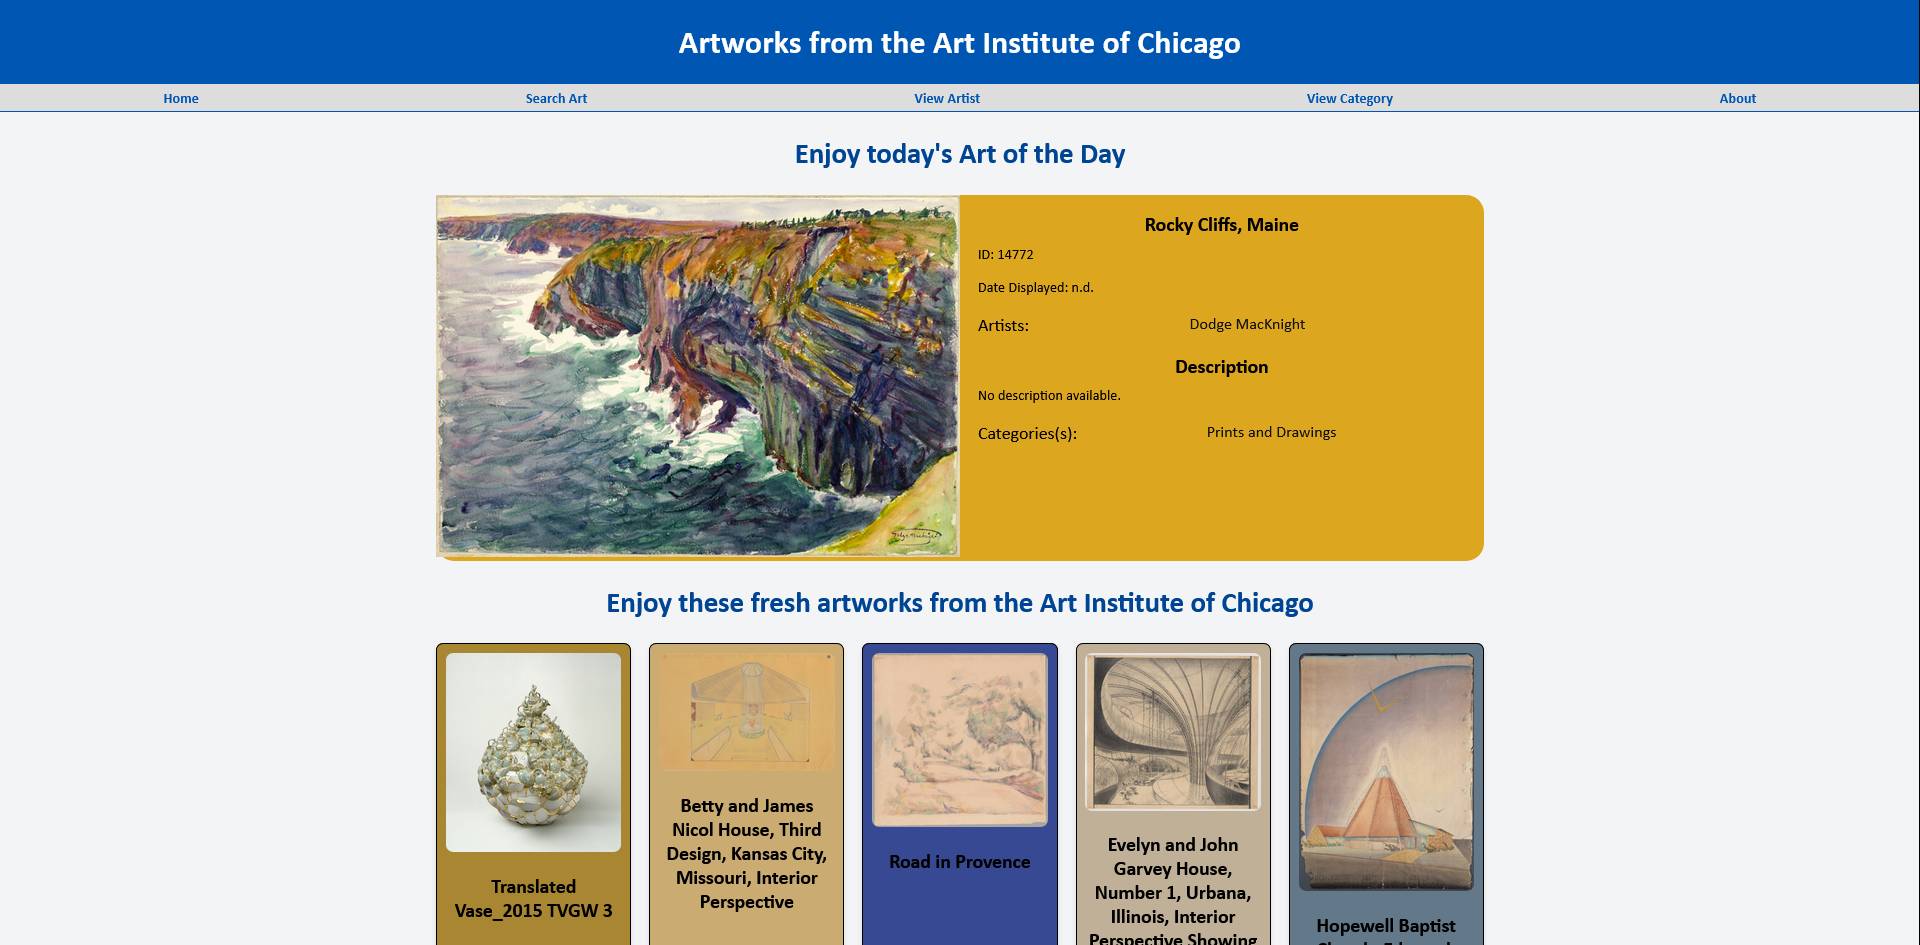 Artworks from the Art Institute of Chicago
Home
Search Art
View Artist
View Category
About
Enjoy today's Art of the Day
Rocky Cliffs, Maine
ID: 14772
Date Displayed: n.d.
Artists:
Dodge MacKnight
Description
No description available.
Categories(s):
Prints and Drawings
Enjoy these fresh artworks from the Art Institute of Chicago
Translated
Vase_2015 TVGW 3
Betty and James
Nicol House, Third
Design, Kansas City,
Missouri, Interior
Perspective
Road in Provence
Evelyn and John
Garvey House,
Number 1, Urbana,
Illinois, Interior
Perspective Showing
Hopewell Baptist